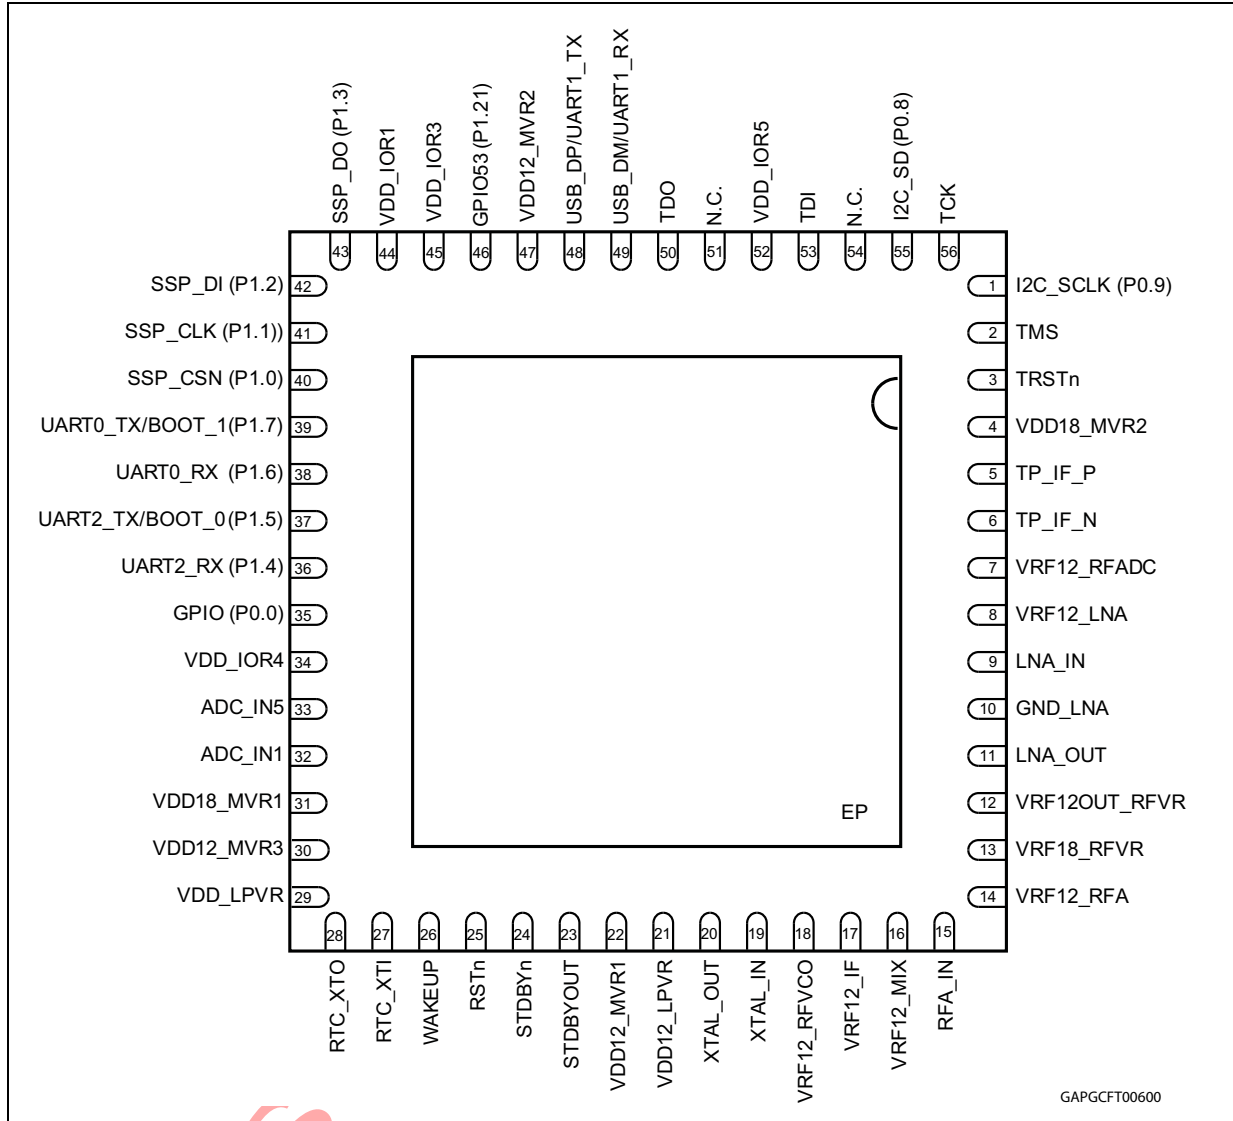 SSP_DO (P1.3)
VDD_IOR1
VDD_IOR3
GPIO53 (P1.21)
VDD12_MVR2
USB_DP/UART1_TX
USB_DM/UART1_RX
TDO
N.C.
VDD_IOR5
TDI
N.C.
I2C_SD (P0.8)
TCK
43
44
45
46
47
48
49
50
51
52
53
54
55
56
SSP_DI (P1.2) 42
SSP_CLK (P1.1)) 41
SSP_CSN (P1.0) 40
UART0_TX/BOOT_1(P1.7) 39
UART0_RX (P1.6) 38
UART2_TX/BOOT_0(P1.5) 37
UART2_RX (P1.4) 36
GPIO (P0.0) 35
VDD_IOR4 34
ADC_IN5 33
ADC_IN1 32
VDD18_MVR1 31
VDD12_MVR3 30
VDD_LPVR 29
1 I2C_SCLK (P0.9)
2 TMS
3 TRSTn
4 VDD18_MVR2
5 TP_IF_P
6 TP_IF_N
7 VRF12_RFADC
8 VRF12_LNA
9 LNA_IN
10 GND_LNA
11 LNA_OUT
12 VRF12OUT_RFVR
13 VRF18_RFVR
14 VRF12_RFA
EP
28
27
26
25
24
23
22
21
20
19
18
17
16
15
RTC_XTO
RTC_XTI
WAKEUP
RSTn
STDBYn
STDBYOUT
VDD12_MVR1
VDD12_LPVR
XTAL_OUT
XTAL_IN
VRF12_RFVCO
VRF12_IF
VRF12_MIX
RFA_IN
GAPGCFT00600